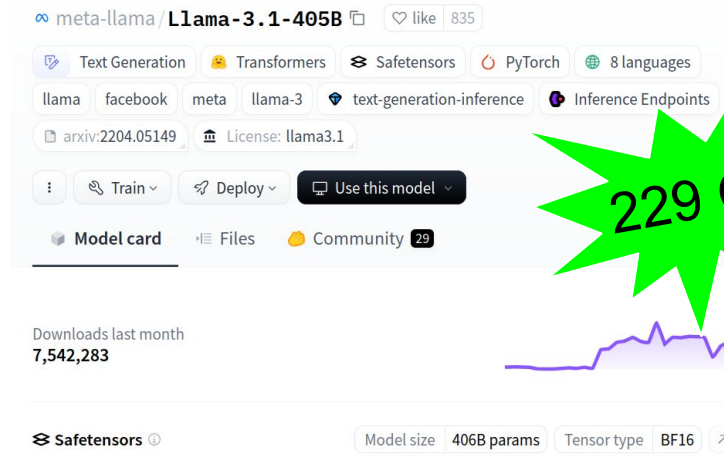 meta-llama/Llama-3.1-405B like 835
Text Generation Transformers Safetensors PyTorch 8 languages
llama facebook meta llama-3 text-generation-inference Inference Endpoints
arxiv:2204.05149 License: llama3.1
Train Deploy Use this model
229
Model card Files Community 29
Downloads last month
7,542,283
Safetensors Model size 406B params Tensor type BF16